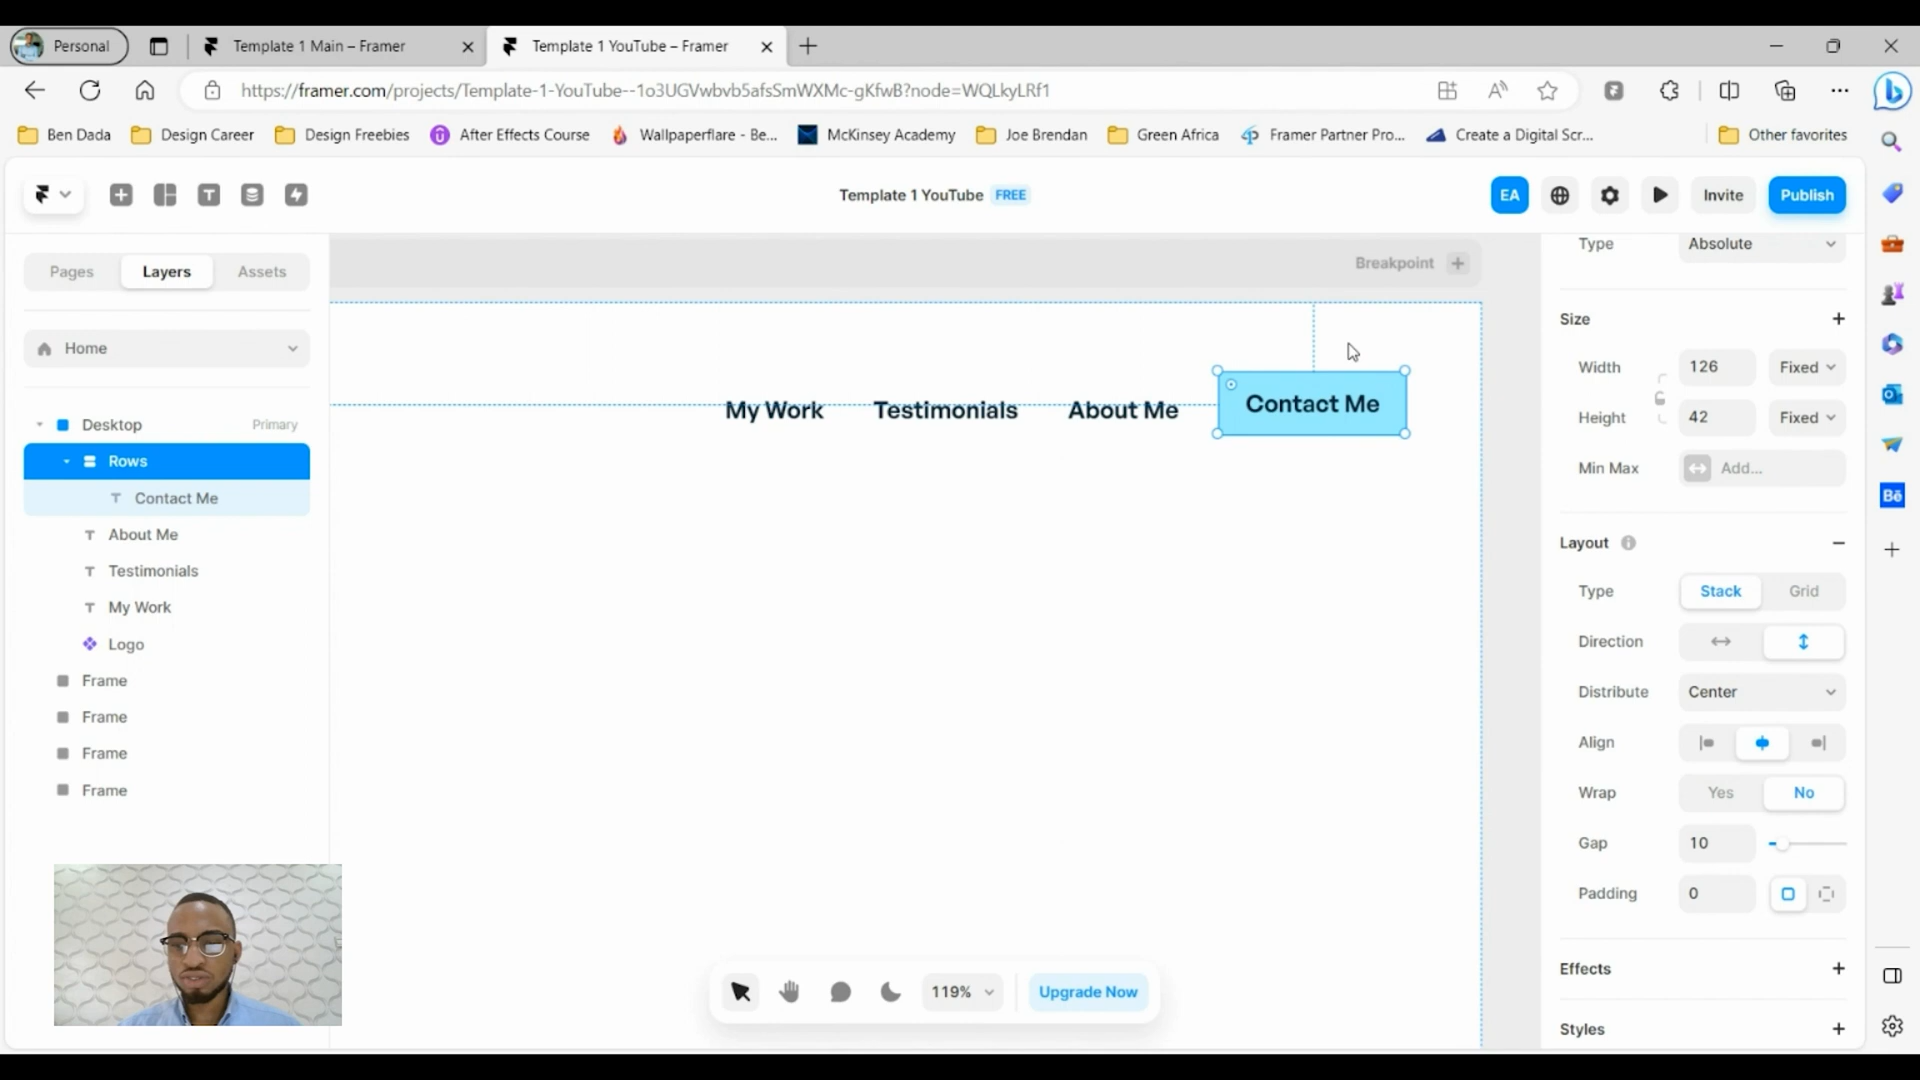 Personal
Template 1 Main – Framer
Template 1 YouTube – Framer
https://framer.com/projects/Template-1-YouTube--1o3UGVwbvb5afsSmWXMc-gKfwB?node=WQLkyLRf1
Ben Dada
Design Career
Design Freebies
After Effects Course
Wallpaperflare - Be...
McKinsey Academy
Joe Brendan
Green Africa
Framer Partner Pro...
Create a Digital Scr...
Other favorites
Template 1 YouTube FREE
EA
Invite
Publish
Pages
Layers
Assets
Home
Desktop
Primary
Rows
Contact Me
About Me
Testimonials
My Work
Logo
Frame
Frame
Frame
Frame
Breakpoint
My Work
Testimonials
About Me
Contact Me
119%
Upgrade Now
Type
Absolute
Size
Width
126
Fixed
Height
42
Fixed
Min Max
Add...
Layout
Type
Stack
Grid
Direction
Distribute
Center
Align
Wrap
Yes
No
Gap
10
Padding
0
Effects
Styles
Bē